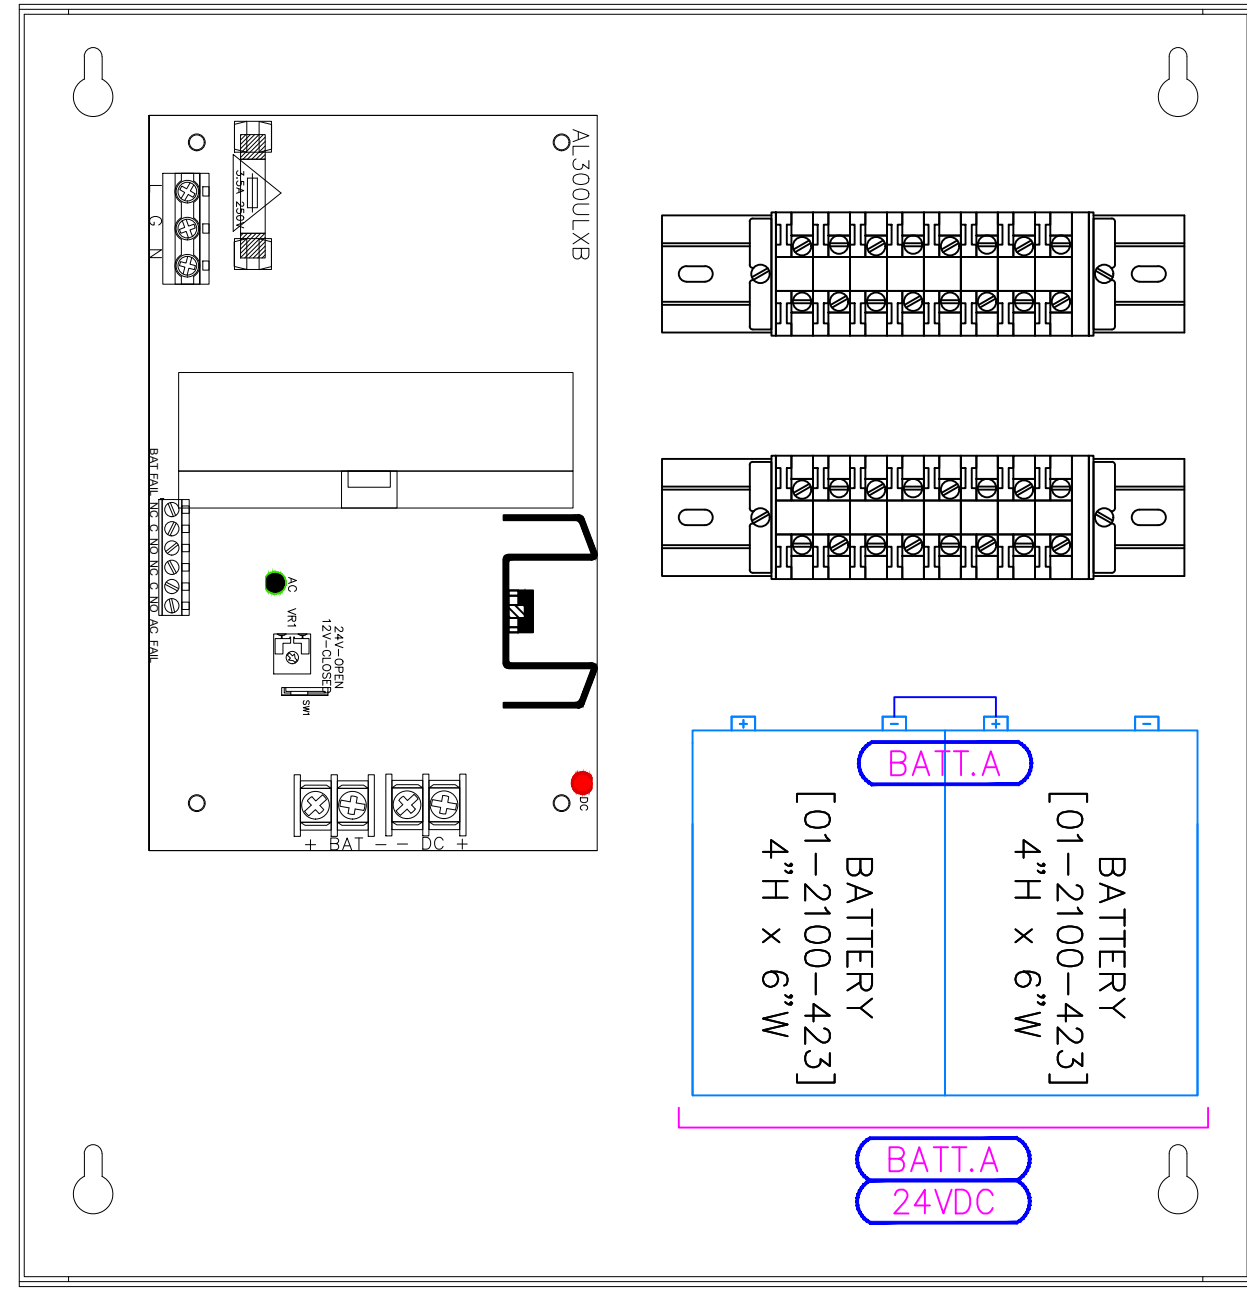 AL300ULXB
3.5A 250V
L
G
N
BAT FAIL
NC C NO NC C NO
AC FAIL
AC
VR1
24V-OPEN
12V-CLOSED
SW1
DC
+ BAT -
- DC +
+ - + -
BATT.A
BATTERY
[01-2100-423]
4”H x 6”W
BATTERY
[01-2100-423]
4”H x 6”W
BATT.A
24VDC